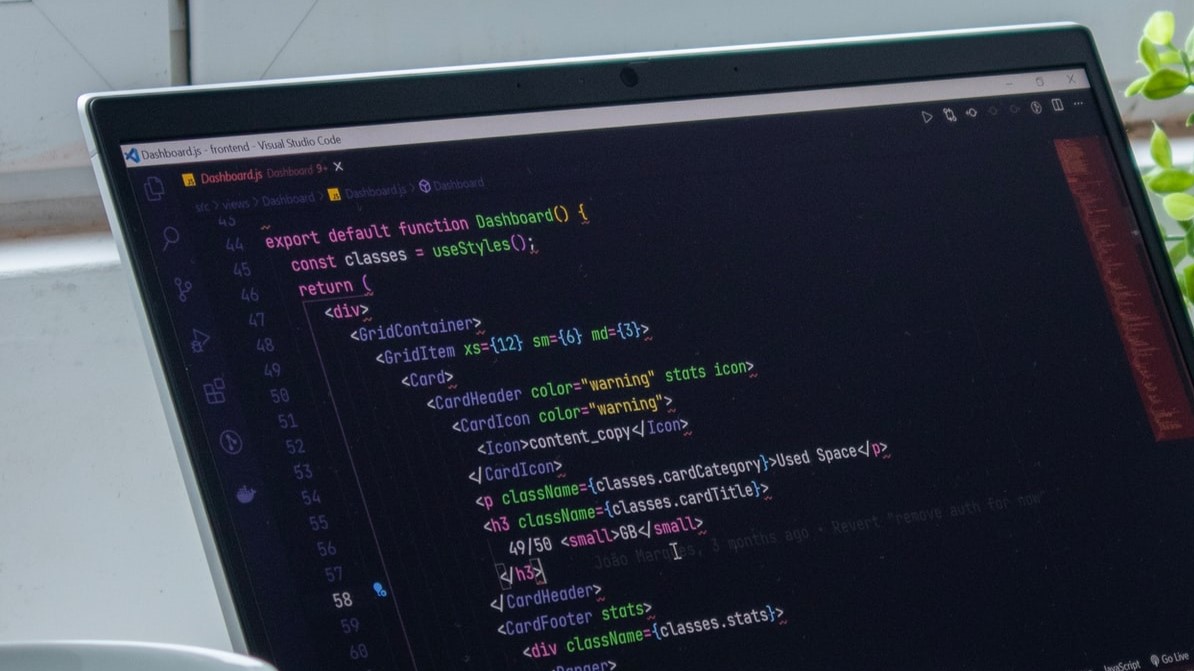 Dashboard.js - frontend - Visual Studio Code
Dashboard.js Dashboard 9+
src > views > Dashboard > Dashboard.js > Dashboard
43
44 export default function Dashboard() {
45 const classes = useStyles();
46 return (
47 <div>
48 <GridContainer>
49 <GridItem xs={12} sm={6} md={3}>
50 <Card>
51 <CardHeader color="warning" stats icon>
52 <CardIcon color="warning">
53 <Icon>content_copy</Icon>
54 </CardIcon>
55 <p className={classes.cardCategory}>Used Space</p>
56 <h3 className={classes.cardTitle}>
57 49/50 <small>GB</small>
58 </h3> João Marques, 3 months ago • Revert "remove auth for now"
59 </CardHeader>
60 <CardFooter stats>
<div className={classes.stats}>
<Danger>
JavaScript Go Live